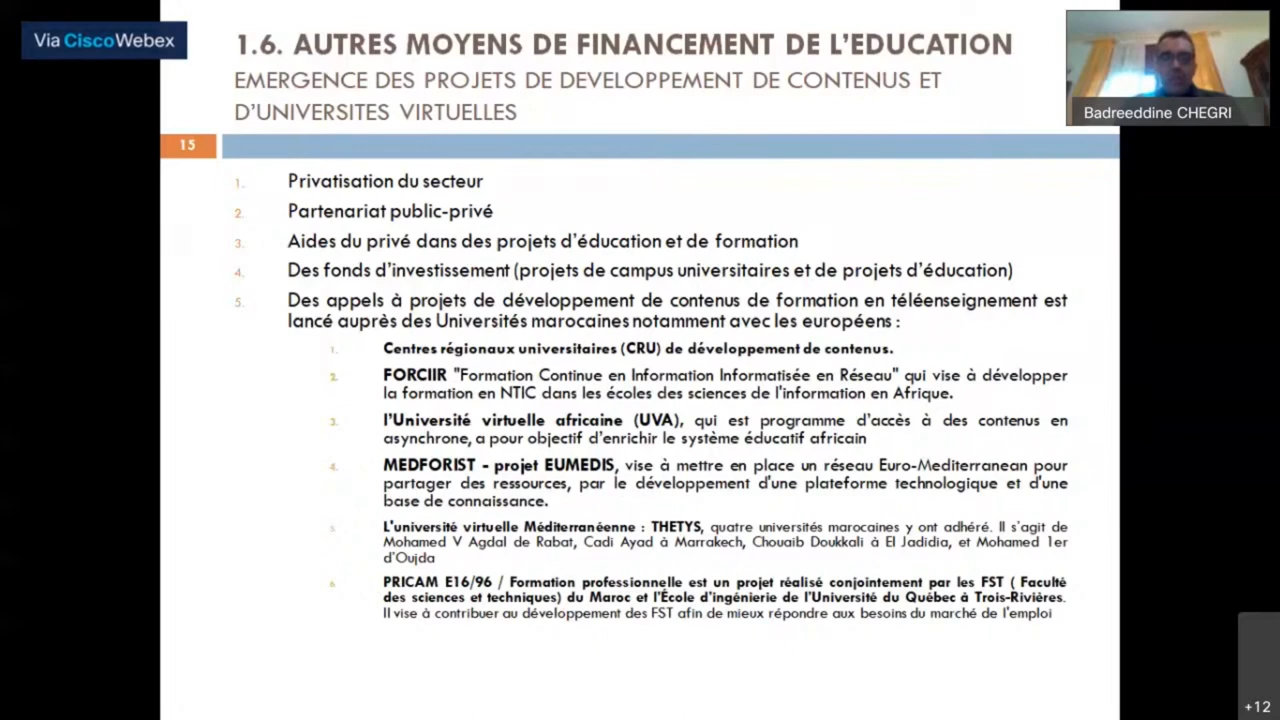 Via Cisco Webex
1.6. AUTRES MOYENS DE FINANCEMENT DE L'EDUCATION
EMERGENCE DES PROJETS DE DEVELOPPEMENT DE CONTENUS ET
D'UNIVERSITES VIRTUELLES
Badreeddine CHEGRI
15
1. Privatisation du secteur
2. Partenariat public-privé
3. Aides du privé dans des projets d'éducation et de formation
4. Des fonds d'investissement (projets de campus universitaires et de projets d'éducation)
5. Des appels à projets de développement de contenus de formation en téléenseignement est
lancé auprès des Universités marocaines notamment avec les européens :
1. Centres régionaux universitaires (CRU) de développement de contenus.
2. FORCIIR "Formation Continue en Information Informatisée en Réseau" qui vise à développer
la formation en NTIC dans les écoles des sciences de l'information en Afrique.
3. l'Université virtuelle africaine (UVA), qui est programme d'accès à des contenus en
asynchrone, a pour objectif d'enrichir le système éducatif africain
4. MEDFORIST - projet EUMEDIS, vise à mettre en place un réseau Euro-Mediterranean pour
partager des ressources, par le développement d'une plateforme technologique et d'une
base de connaissance.
5. L'université virtuelle Méditerranéenne : THETYS, quatre universités marocaines y ont adhéré. Il s'agit de
Mohamed V Agdal de Rabat, Cadi Ayad à Marrakech, Chouaib Doukkali à El Jadidia, et Mohamed 1er
d'Oujda
6. PRICAM E16/96 / Formation professionnelle est un projet réalisé conjointement par les FST ( Faculté
des sciences et techniques) du Maroc et l'École d'ingénierie de l'Université du Québec à Trois-Rivières.
Il vise à contribuer au développement des FST afin de mieux répondre aux besoins du marché de l'emploi
+12